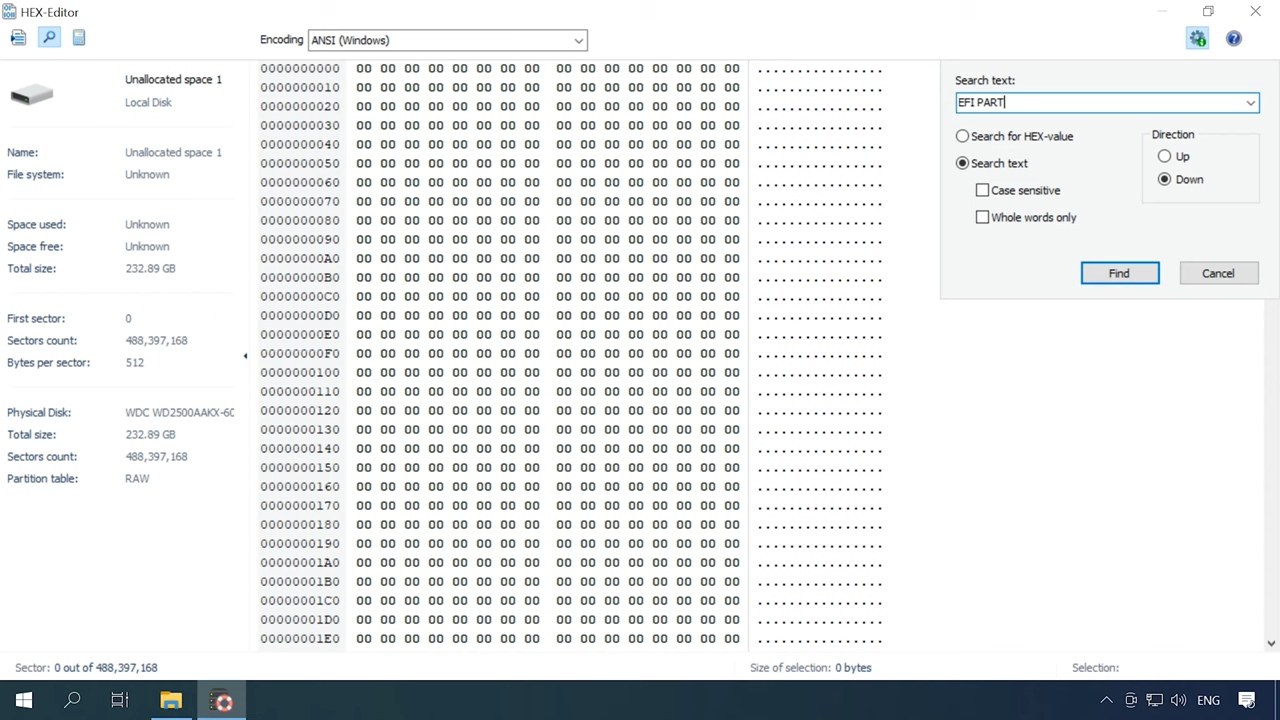 HEX-Editor
Encoding ANSI (Windows)
Unallocated space 1
Local Disk
Name: Unallocated space 1
File system: Unknown
Space used: Unknown
Space free: Unknown
Total size: 232.89 GB
First sector: 0
Sectors count: 488,397,168
Bytes per sector: 512
Physical Disk: WDC WD2500AAKX-60
Total size: 232.89 GB
Sectors count: 488,397,168
Partition table: RAW
0000000000 00 00 00 00 00 00 00 00 00 00 00 00 00 00 00 00 ................
0000000010 00 00 00 00 00 00 00 00 00 00 00 00 00 00 00 00 ................
0000000020 00 00 00 00 00 00 00 00 00 00 00 00 00 00 00 00 ................
0000000030 00 00 00 00 00 00 00 00 00 00 00 00 00 00 00 00 ................
0000000040 00 00 00 00 00 00 00 00 00 00 00 00 00 00 00 00 ................
0000000050 00 00 00 00 00 00 00 00 00 00 00 00 00 00 00 00 ................
0000000060 00 00 00 00 00 00 00 00 00 00 00 00 00 00 00 00 ................
0000000070 00 00 00 00 00 00 00 00 00 00 00 00 00 00 00 00 ................
0000000080 00 00 00 00 00 00 00 00 00 00 00 00 00 00 00 00 ................
0000000090 00 00 00 00 00 00 00 00 00 00 00 00 00 00 00 00 ................
00000000A0 00 00 00 00 00 00 00 00 00 00 00 00 00 00 00 00 ................
00000000B0 00 00 00 00 00 00 00 00 00 00 00 00 00 00 00 00 ................
00000000C0 00 00 00 00 00 00 00 00 00 00 00 00 00 00 00 00 ................
00000000D0 00 00 00 00 00 00 00 00 00 00 00 00 00 00 00 00 ................
00000000E0 00 00 00 00 00 00 00 00 00 00 00 00 00 00 00 00 ................
00000000F0 00 00 00 00 00 00 00 00 00 00 00 00 00 00 00 00 ................
0000000100 00 00 00 00 00 00 00 00 00 00 00 00 00 00 00 00 ................
0000000110 00 00 00 00 00 00 00 00 00 00 00 00 00 00 00 00 ................
0000000120 00 00 00 00 00 00 00 00 00 00 00 00 00 00 00 00 ................
0000000130 00 00 00 00 00 00 00 00 00 00 00 00 00 00 00 00 ................
0000000140 00 00 00 00 00 00 00 00 00 00 00 00 00 00 00 00 ................
0000000150 00 00 00 00 00 00 00 00 00 00 00 00 00 00 00 00 ................
0000000160 00 00 00 00 00 00 00 00 00 00 00 00 00 00 00 00 ................
0000000170 00 00 00 00 00 00 00 00 00 00 00 00 00 00 00 00 ................
0000000180 00 00 00 00 00 00 00 00 00 00 00 00 00 00 00 00 ................
0000000190 00 00 00 00 00 00 00 00 00 00 00 00 00 00 00 00 ................
00000001A0 00 00 00 00 00 00 00 00 00 00 00 00 00 00 00 00 ................
00000001B0 00 00 00 00 00 00 00 00 00 00 00 00 00 00 00 00 ................
00000001C0 00 00 00 00 00 00 00 00 00 00 00 00 00 00 00 00 ................
00000001D0 00 00 00 00 00 00 00 00 00 00 00 00 00 00 00 00 ................
00000001E0 00 00 00 00 00 00 00 00 00 00 00 00 00 00 00 00 ................
Search text:
EFI PART
Search for HEX-value
Search text
Case sensitive
Whole words only
Direction
Up
Down
Find Cancel
Sector: 0 out of 488,397,168 Size of selection: 0 bytes Selection:
ENG